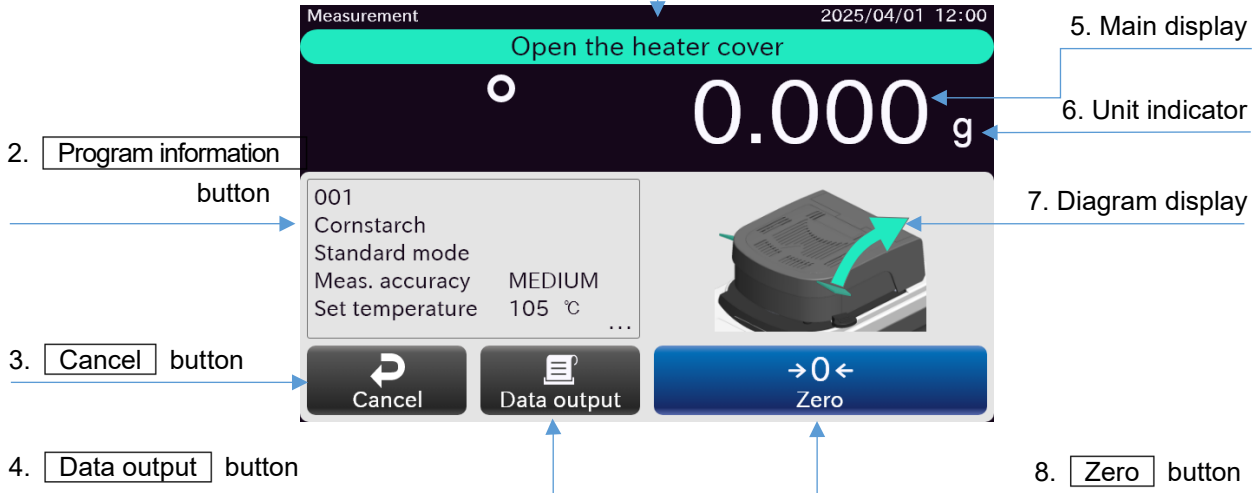 Measurement 2025/04/01 12:00
Open the heater cover
0.000 g
5. Main display
6. Unit indicator
2. Program information
button
001
Cornstarch
Standard mode
Meas. accuracy MEDIUM
Set temperature 105 ℃
...
7. Diagram display
3. Cancel button
Cancel
Data output
→0←
Zero
4. Data output button
8. Zero button